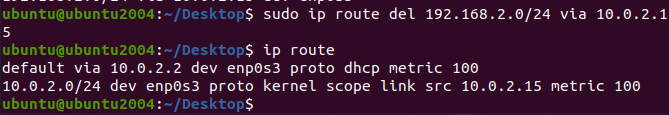 ubuntu@ubuntu2004:~/Desktop$ sudo ip route del 192.168.2.0/24 via 10.0.2.1
5
ubuntu@ubuntu2004:~/Desktop$ ip route
default via 10.0.2.2 dev enp0s3 proto dhcp metric 100
10.0.2.0/24 dev enp0s3 proto kernel scope link src 10.0.2.15 metric 100
ubuntu@ubuntu2004:~/Desktop$